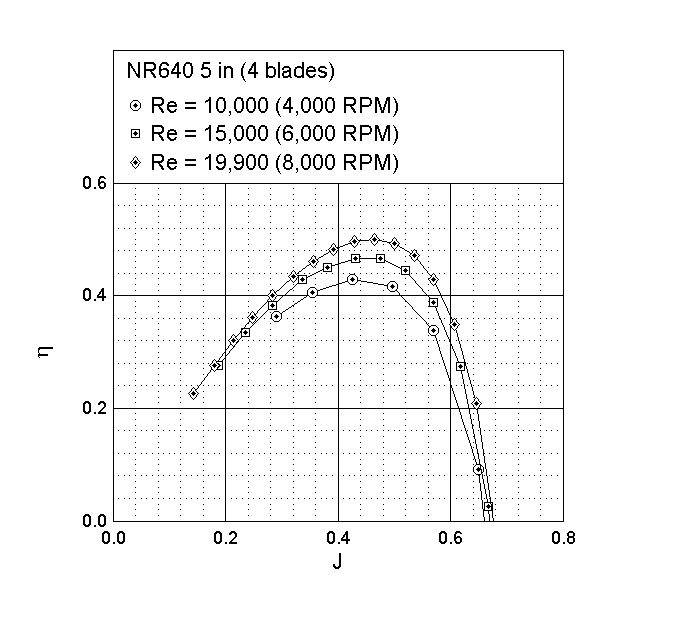 NR640 5 in (4 blades)
Re = 10,000 (4,000 RPM)
Re = 15,000 (6,000 RPM)
Re = 19,900 (8,000 RPM)
0.6
0.4
η
0.2
0.0
0.0 0.2 0.4 0.6 0.8
J